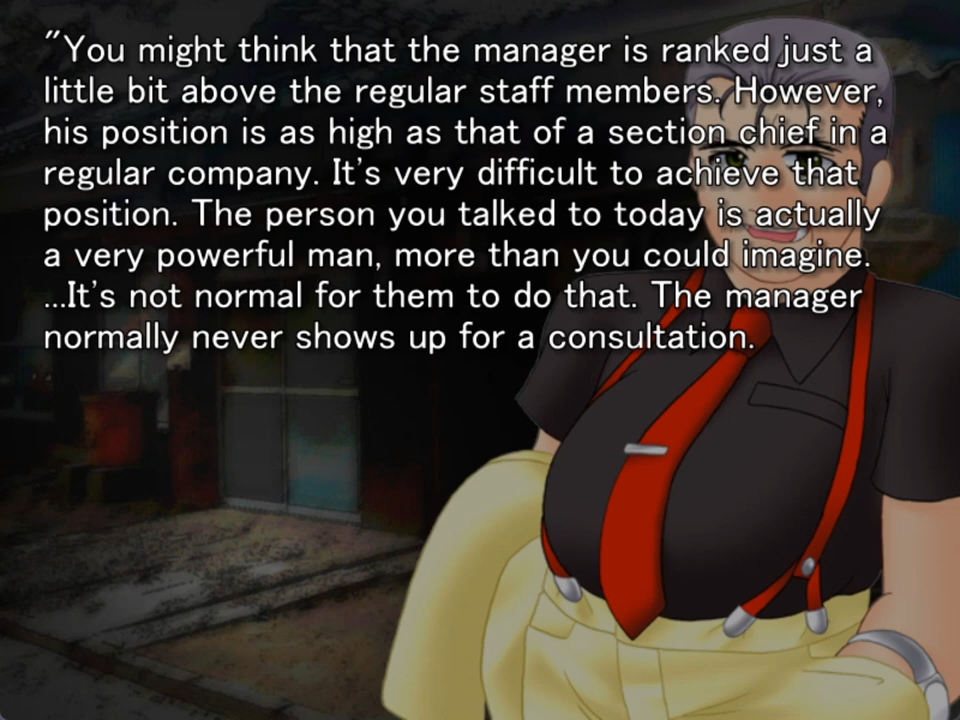 "You might think that the manager is ranked just a
little bit above the regular staff members. However,
his position is as high as that of a section chief in a
regular company. It's very difficult to achieve that
position. The person you talked to today is actually
a very powerful man, more than you could imagine.
...It's not normal for them to do that. The manager
normally never shows up for a consultation.